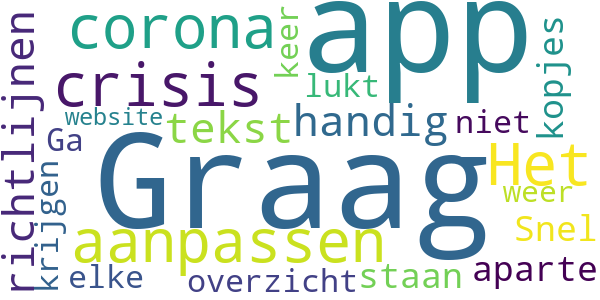 app
corona
keer
crisis
lukt
kopjes
richtlijnen
website
tekst
handig
niet
Ga
Graag
Het
krijgen
weer
Snel
aanpassen
elke
overzicht
staan
aparte